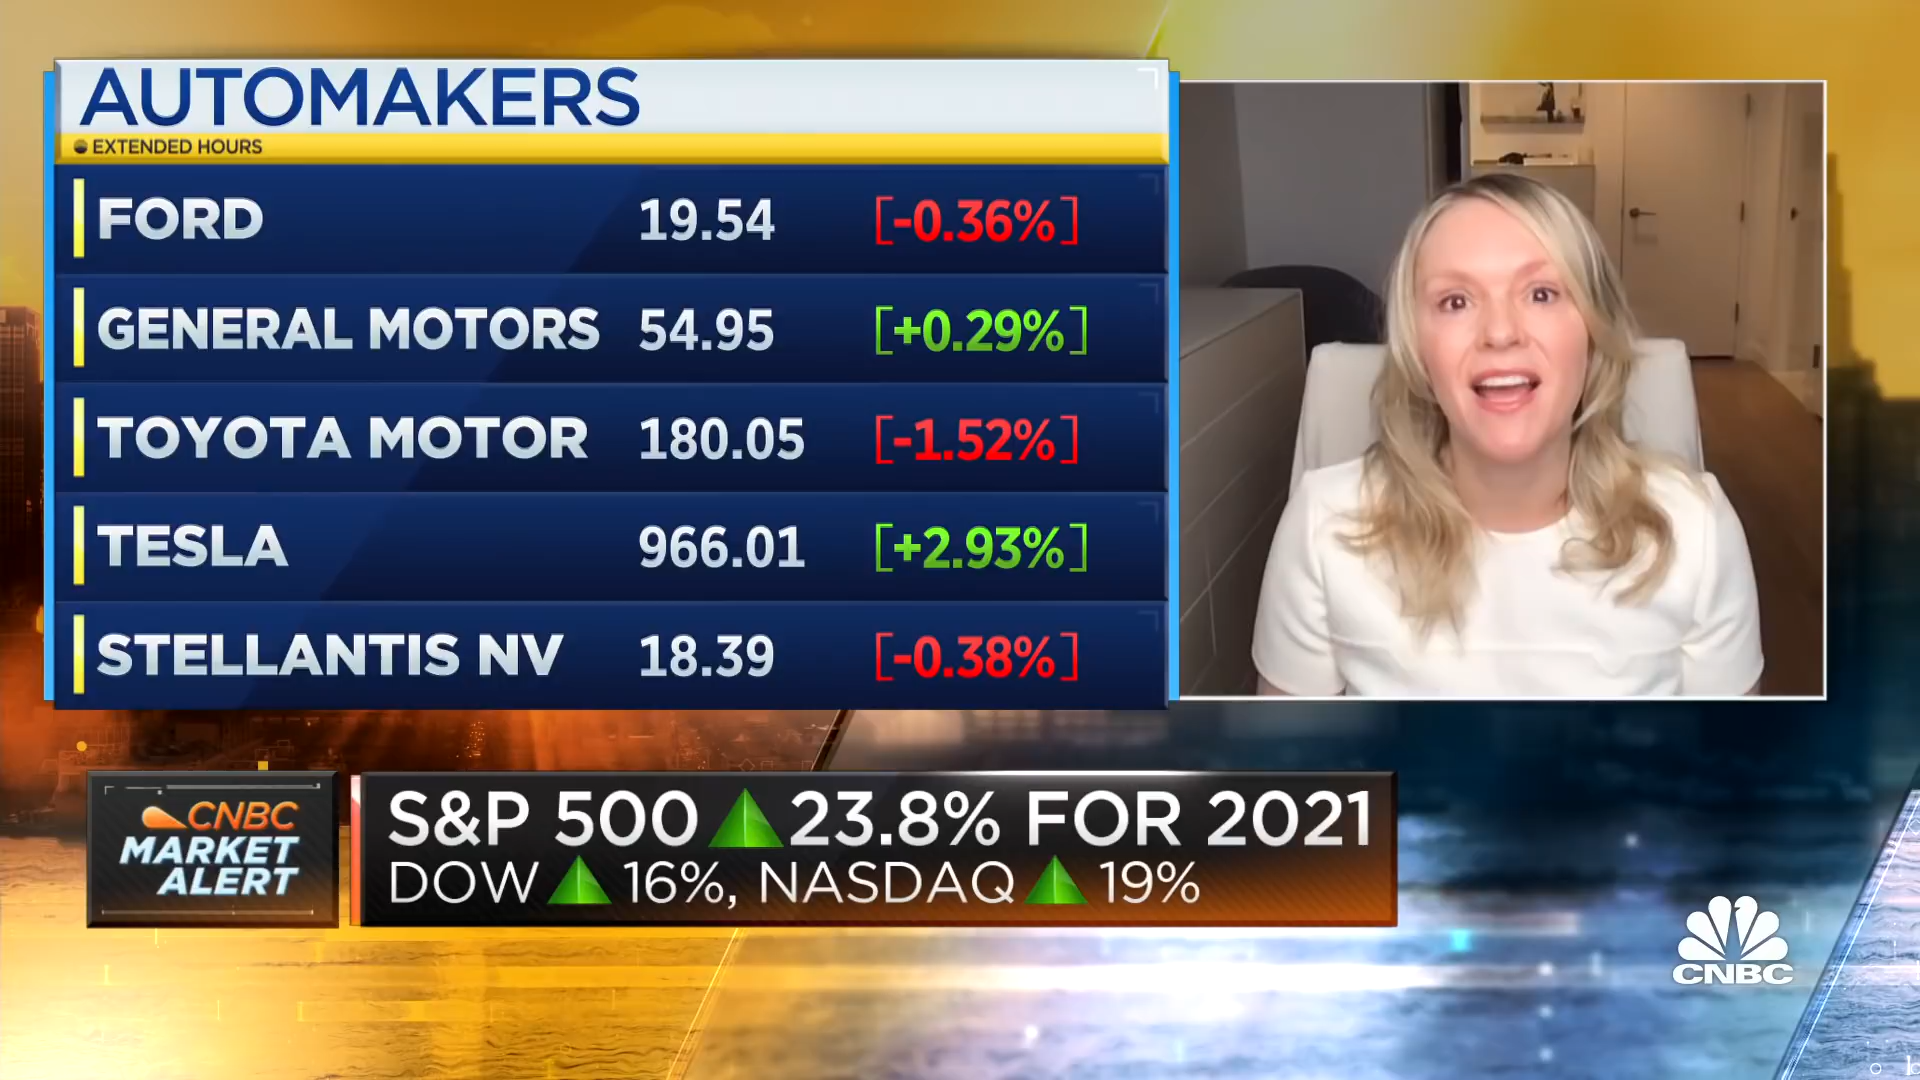 AUTOMAKERS
EXTENDED HOURS
FORD 19.54 [-0.36%]
GENERAL MOTORS 54.95 [+0.29%]
TOYOTA MOTOR 180.05 [-1.52%]
TESLA 966.01 [+2.93%]
STELLANTIS NV 18.39 [-0.38%]
CNBC
MARKET
ALERT
S&P 500 ▲ 23.8% FOR 2021
DOW ▲ 16%, NASDAQ ▲ 19%
CNBC